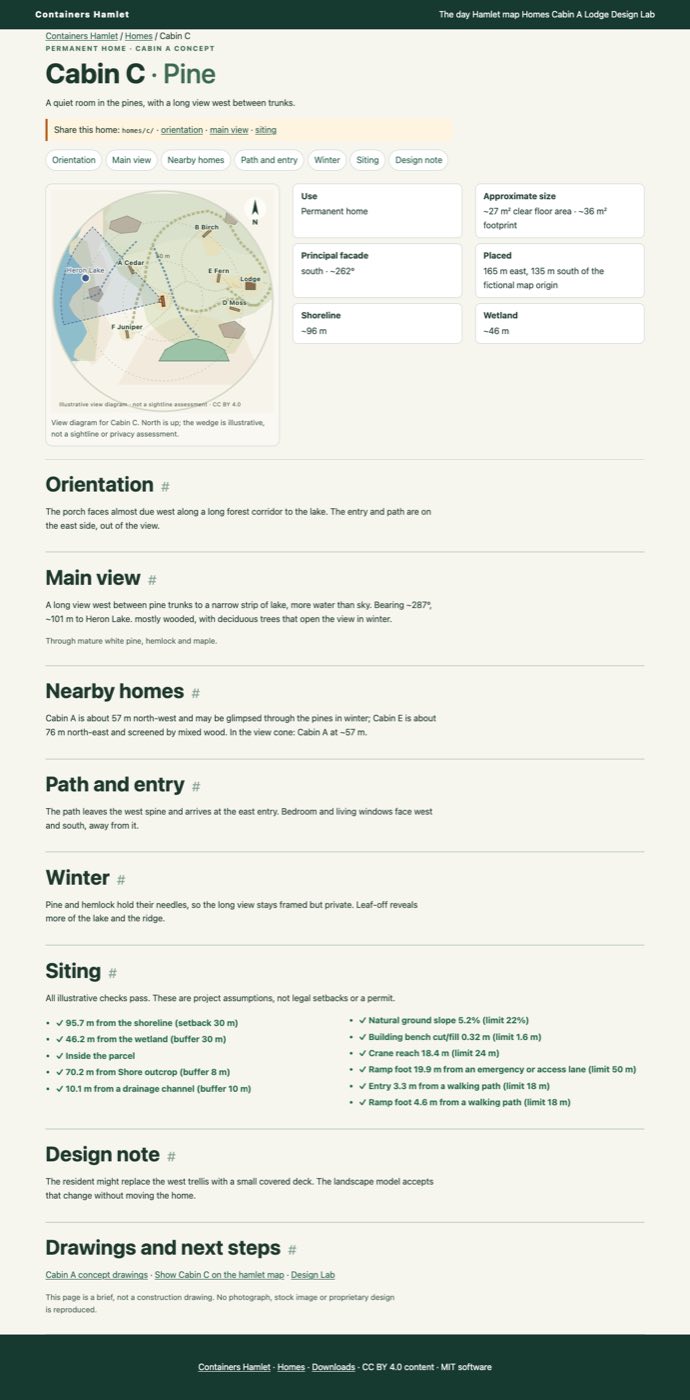 Containers Hamlet
The day Hamlet map Homes Cabin A Lodge Design Lab
Containers Hamlet / Homes / Cabin C
PERMANENT HOME · CABIN A CONCEPT
Cabin C · Pine
A quiet room in the pines, with a long view west between trunks.
Share this home: homes/c/ · orientation · main view · siting
Orientation
Main view
Nearby homes
Path and entry
Winter
Siting
Design note
N
B Birch
A Cedar
Heron Lake
E Fern
Lodge
D Moss
F Juniper
Illustrative view diagram · not a sightline assessment · CC BY 4.0
View diagram for Cabin C. North is up; the wedge is illustrative,
not a sightline or privacy assessment.
Use
Permanent home
Approximate size
~27 m² clear floor area · ~36 m²
footprint
Principal facade
south · ~262°
Placed
165 m east, 135 m south of the
fictional map origin
Shoreline
~96 m
Wetland
~46 m
Orientation #
The porch faces almost due west along a long forest corridor to the lake. The entry and path are on
the east side, out of the view.
Main view #
A long view west between pine trunks to a narrow strip of lake, more water than sky. Bearing ~287°,
~101 m to Heron Lake. mostly wooded, with deciduous trees that open the view in winter.
Through mature white pine, hemlock and maple.
Nearby homes #
Cabin A is about 57 m north-west and may be glimpsed through the pines in winter; Cabin E is about
76 m north-east and screened by mixed wood. In the view cone: Cabin A at ~57 m.
Path and entry #
The path leaves the west spine and arrives at the east entry. Bedroom and living windows face west
and south, away from it.
Winter #
Pine and hemlock hold their needles, so the long view stays framed but private. Leaf-off reveals
more of the lake and the ridge.
Siting #
All illustrative checks pass. These are project assumptions, not legal setbacks or a permit.
• ✓ 95.7 m from the shoreline (setback 30 m)
• ✓ 46.2 m from the wetland (buffer 30 m)
• ✓ Inside the parcel
• ✓ 70.2 m from Shore outcrop (buffer 8 m)
• ✓ 10.1 m from a drainage channel (buffer 10 m)
• ✓ Natural ground slope 5.2% (limit 22%)
• ✓ Building bench cut/fill 0.32 m (limit 1.6 m)
• ✓ Crane reach 18.4 m (limit 24 m)
• ✓ Ramp foot 19.9 m from an emergency or access lane (limit 50 m)
• ✓ Entry 3.3 m from a walking path (limit 18 m)
• ✓ Ramp foot 4.6 m from a walking path (limit 18 m)
Design note #
The resident might replace the west trellis with a small covered deck. The landscape model accepts
that change without moving the home.
Drawings and next steps #
Cabin A concept drawings · Show Cabin C on the hamlet map · Design Lab
This page is a brief, not a construction drawing. No photograph, stock image or proprietary design
is reproduced.
Containers Hamlet · Homes · Downloads · CC BY 4.0 content · MIT software